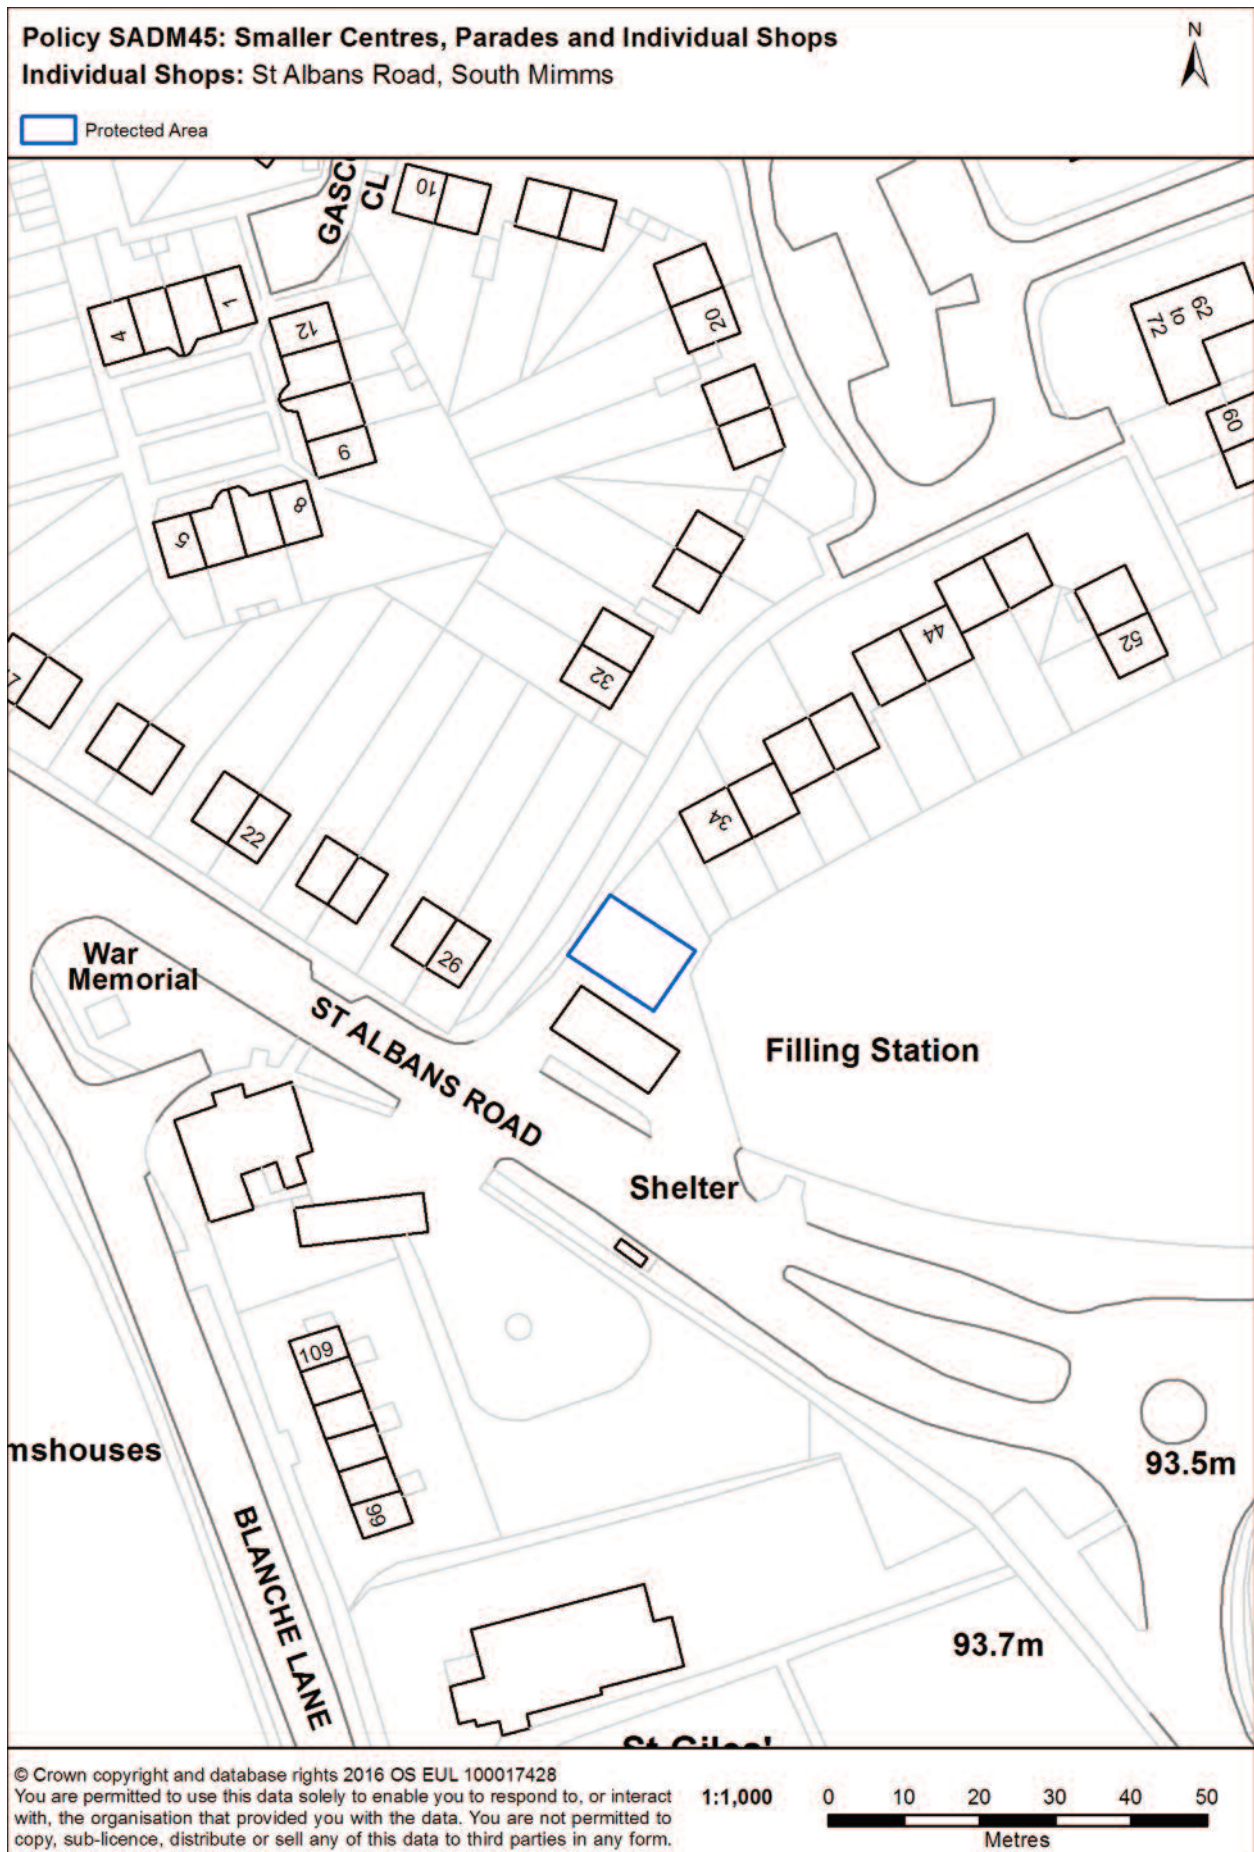 Policy SADM45: Smaller Centres, Parades and Individual Shops
Individual Shops: St Albans Road, South Mimms
N
Protected Area
GASCO
CL
10
1
4
12
20
72
to
62
9
60
5
8
44
52
32
34
22
26
War
Memorial
ST ALBANS ROAD
Filling Station
Shelter
109
mshouses
93.5m
99
BLANCHE LANE
93.7m
St Giles'
© Crown copyright and database rights 2016 OS EUL 100017428
You are permitted to use this data solely to enable you to respond to, or interact
with, the organisation that provided you with the data. You are not permitted to
copy, sub-licence, distribute or sell any of this data to third parties in any form.
1:1,000
0 10 20 30 40 50
Metres